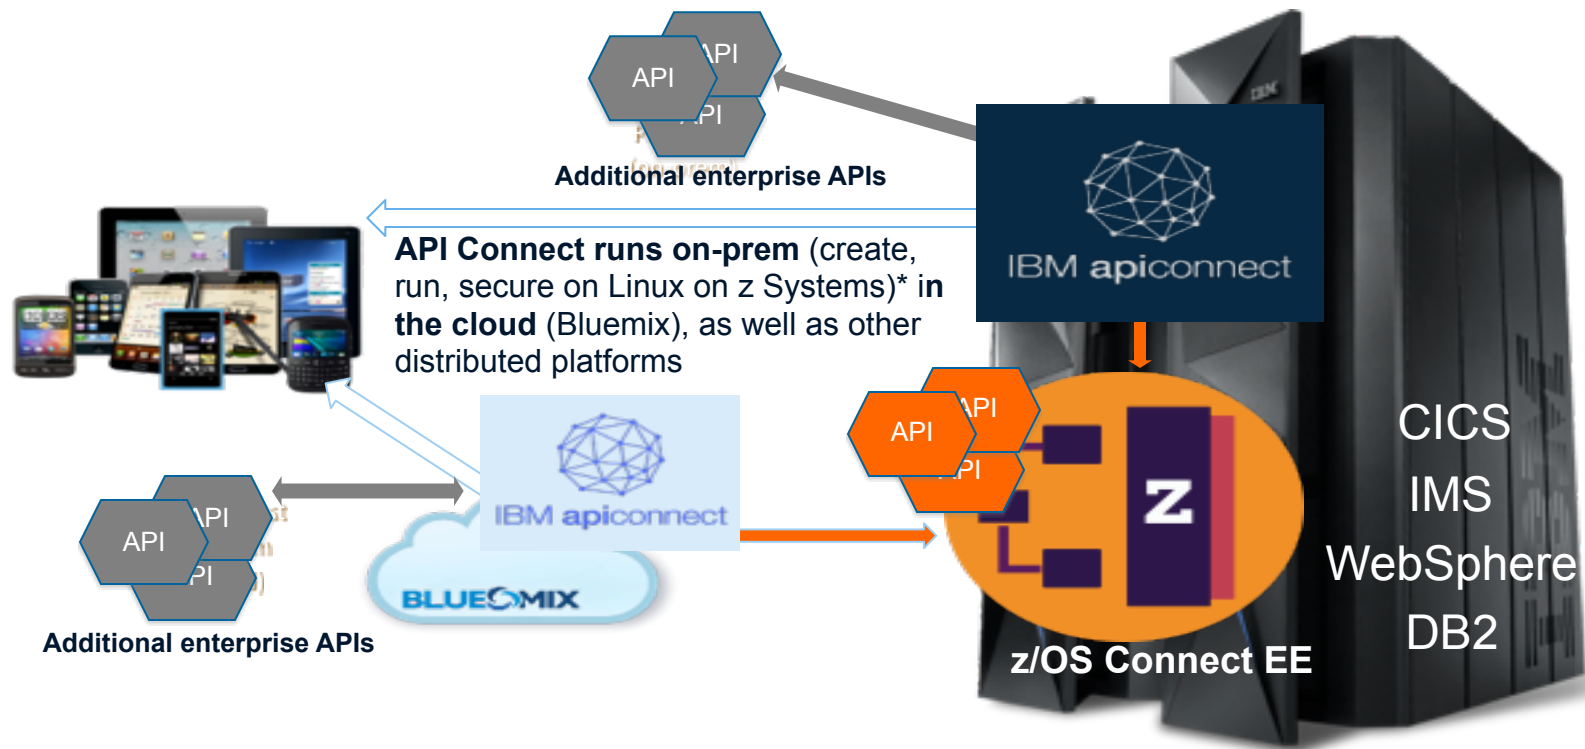 API
API
API
Additional enterprise APIs
IBM
IBM apiconnect
API Connect runs on-prem (create,
run, secure on Linux on z Systems)* in
the cloud (Bluemix), as well as other
distributed platforms
API
API
API
IBM apiconnect
BLUEMIX
API
API
API
Additional enterprise APIs
Z
z/OS Connect EE
CICS
IMS
WebSphere
DB2